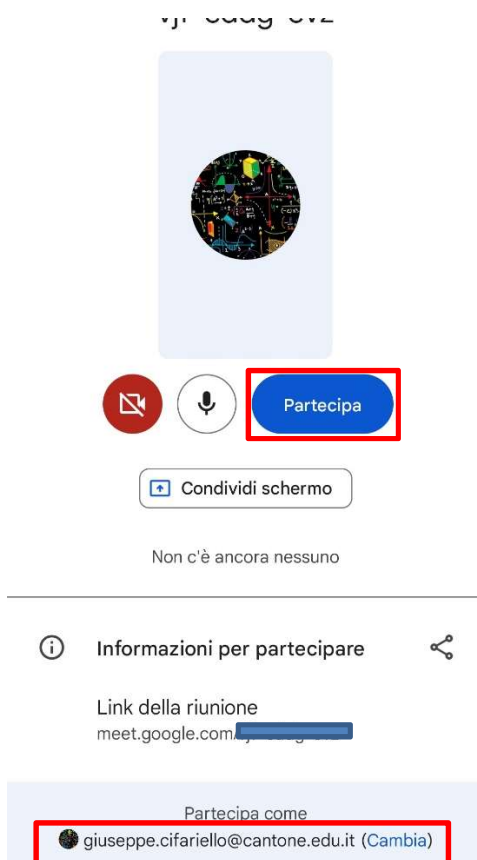 Partecipa
Condividi schermo
Non c'è ancora nessuno
Informazioni per partecipare
Link della riunione
meet.google.com/
Partecipa come
giuseppe.cifariello@cantone.edu.it (Cambia)